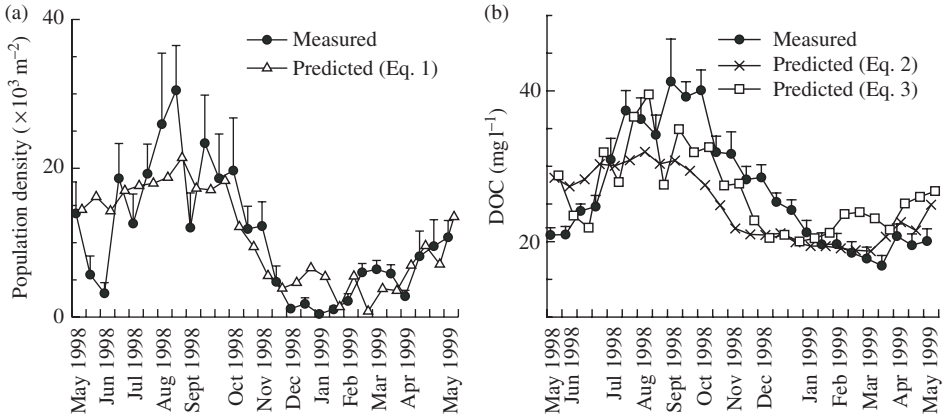 (a)
Population density (×10³ m⁻²)
40
20
0
Measured
Predicted (Eq. 1)
May 1998
Jun 1998
Jul 1998
Aug 1998
Sept 1998
Oct 1998
Nov 1998
Dec 1998
Jan 1999
Feb 1999
Mar 1999
Apr 1999
May 1999
(b)
DOC (mg l⁻¹)
40
20
Measured
Predicted (Eq. 2)
Predicted (Eq. 3)
May 1998
Jun 1998
Jul 1998
Aug 1998
Sept 1998
Oct 1998
Nov 1998
Dec 1998
Jan 1999
Feb 1999
Mar 1999
Apr 1999
May 1999